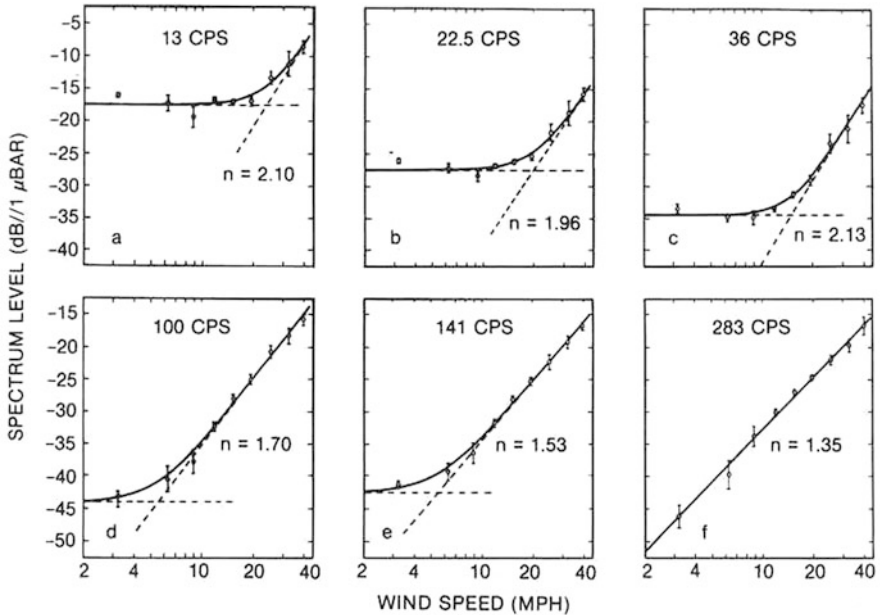 SPECTRUM LEVEL (dB//1 µBAR)
-5
-10
-15
-20
-25
-30
-35
-40
13 CPS
n = 2.10
a
22.5 CPS
n = 1.96
b
36 CPS
n = 2.13
c
-15
-20
-25
-30
-35
-40
-45
-50
100 CPS
n = 1.70
d
141 CPS
n = 1.53
e
283 CPS
n = 1.35
f
2 4 6 10 20 40
2 4 6 10 20 40
2 4 6 10 20 40
WIND SPEED (MPH)